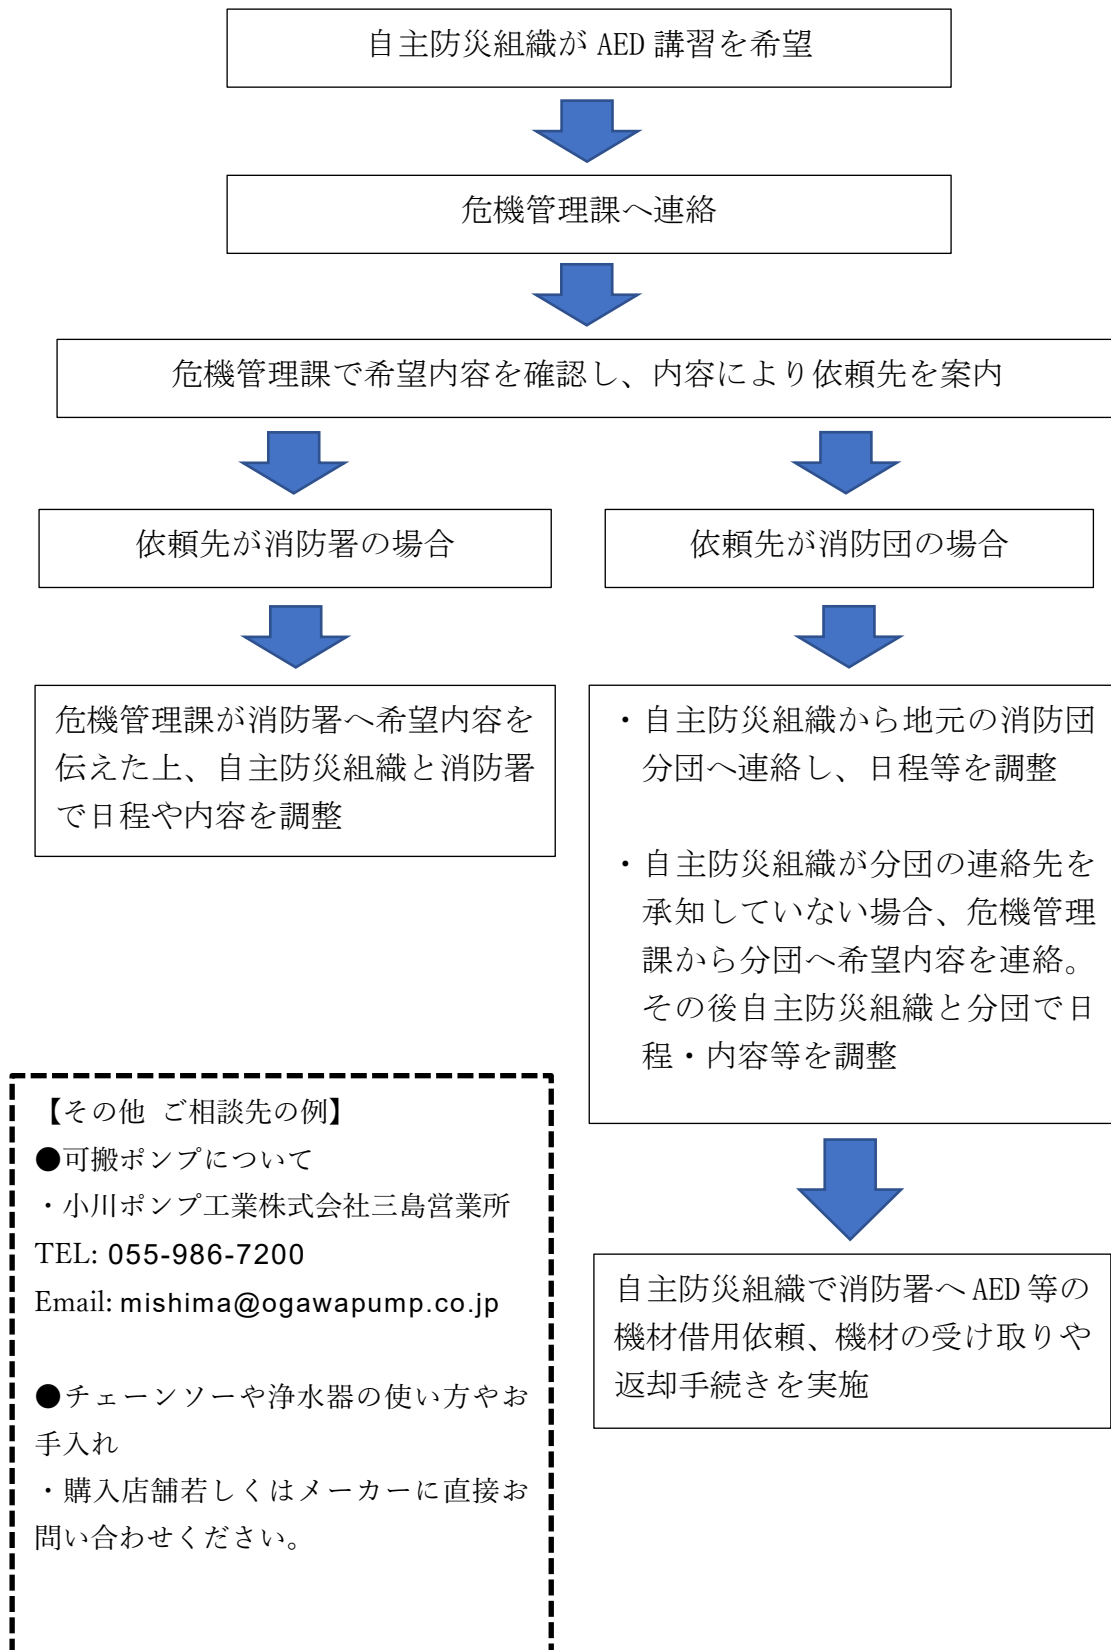 自主防災組織が AED 講習を希望
危機管理課へ連絡
危機管理課で希望内容を確認し、内容により依頼先を案内
依頼先が消防署の場合
依頼先が消防団の場合
危機管理課が消防署へ希望内容を
伝えた上、自主防災組織と消防署
で日程や内容を調整
・自主防災組織から地元の消防団
分団へ連絡し、日程等を調整
・自主防災組織が分団の連絡先を
承知していない場合、危機管理
課から分団へ希望内容を連絡。
その後自主防災組織と分団で日
程・内容等を調整
自主防災組織で消防署へ AED 等の
機材借用依頼、機材の受け取りや
返却手続きを実施
【その他 ご相談先の例】
●可搬ポンプについて
・小川ポンプ工業株式会社三島営業所
TEL: 055-986-7200
Email: mishima@ogawapump.co.jp
●チェーンソーや浄水器の使い方やお
手入れ
・購入店舗若しくはメーカーに直接お
問い合わせください。